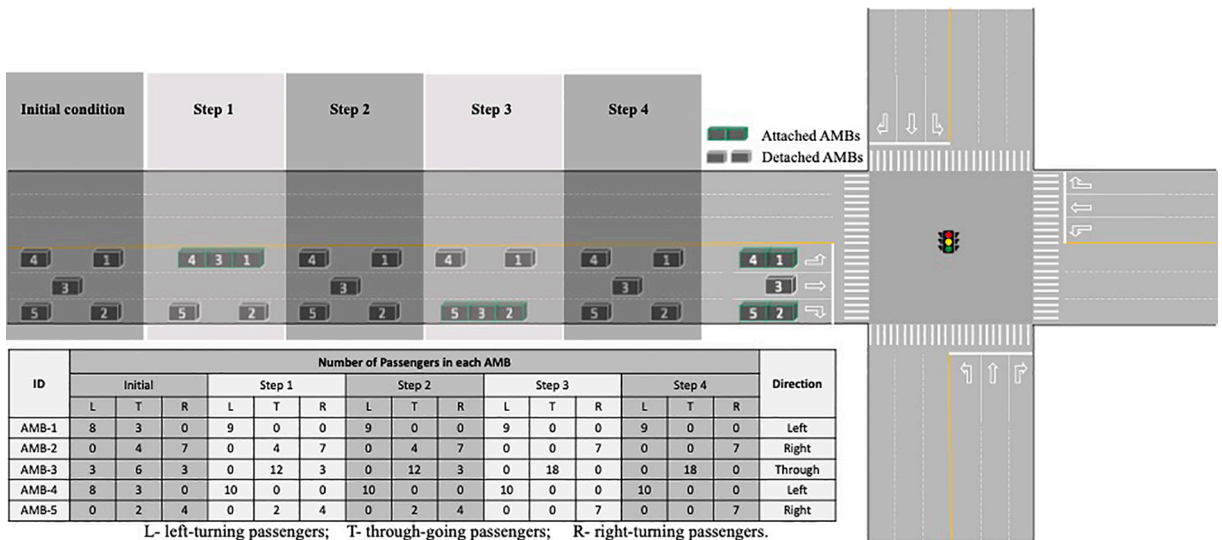 Initial condition Step 1 Step 2 Step 3 Step 4
Attached AMBs
Detached AMBs
4 1 4 3 1 4 1 4 1 4 1 4 1
3 3 3 3
5 2 5 2 5 2 5 3 2 5 2 5 2
ID Number of Passengers in each AMB Direction
Initial Step 1 Step 2 Step 3 Step 4
L T R L T R L T R L T R L T R
AMB-1 8 3 0 9 0 0 9 0 0 9 0 0 9 0 0 Left
AMB-2 0 4 7 0 4 7 0 4 7 0 0 7 0 0 7 Right
AMB-3 3 6 3 0 12 3 0 12 3 0 18 0 0 18 0 Through
AMB-4 8 3 0 10 0 0 10 0 0 10 0 0 10 0 0 Left
AMB-5 0 2 4 0 2 4 0 2 4 0 0 7 0 0 7 Right
L- left-turning passengers; T- through-going passengers; R- right-turning passengers.